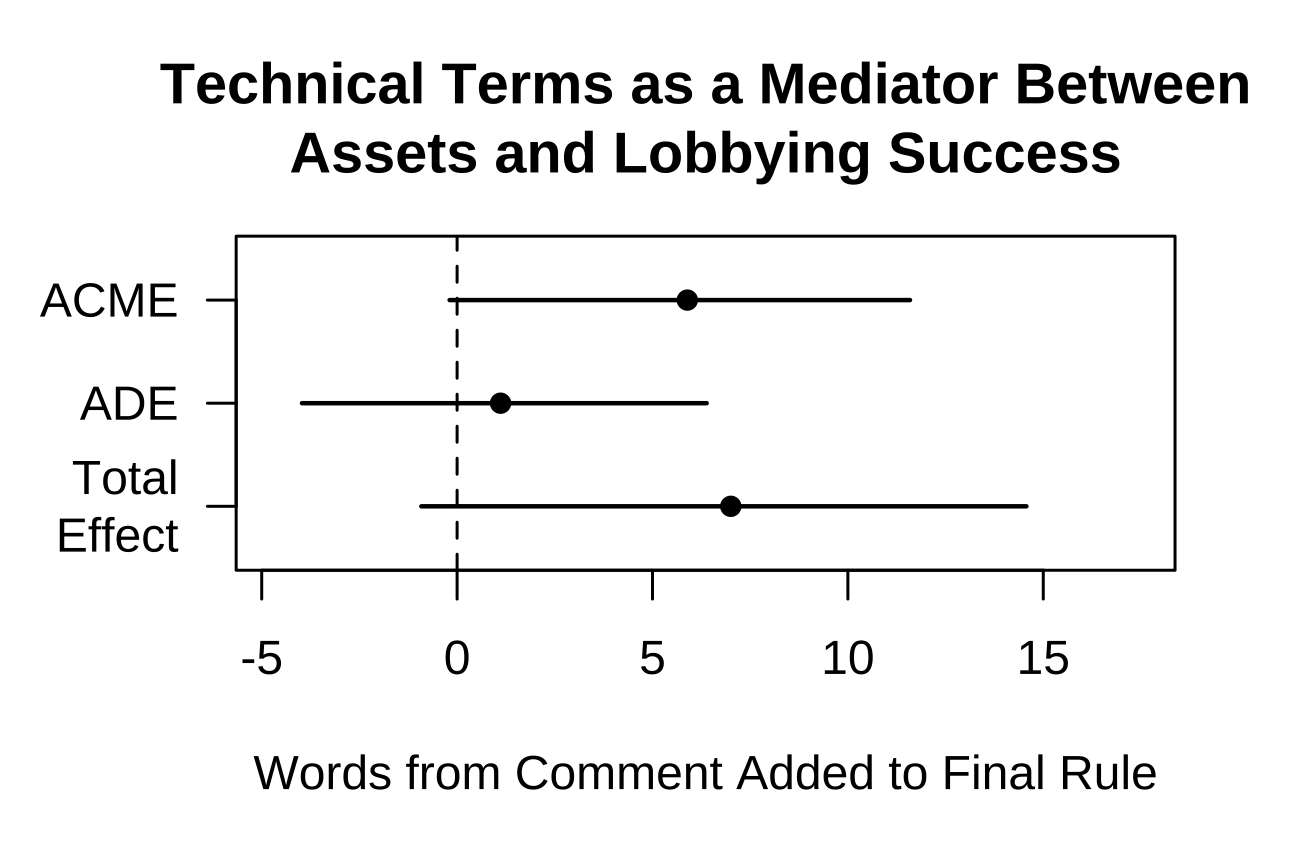 Technical Terms as a Mediator Between
Assets and Lobbying Success
ACME
ADE
Total
Effect
-5 0 5 10 15
Words from Comment Added to Final Rule